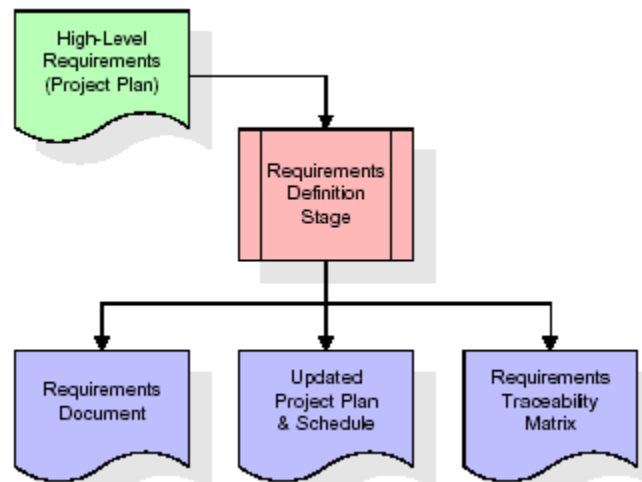 High-Level
Requirements
(Project Plan)
Requirements
Definition
Stage
Requirements
Document
Updated
Project Plan
& Schedule
Requirements
Traceability
Matrix